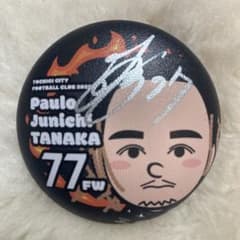 TOCHIGI CITY
FOOTBALL CLUB
Paulo
Junichi
TANAKA
77 FW